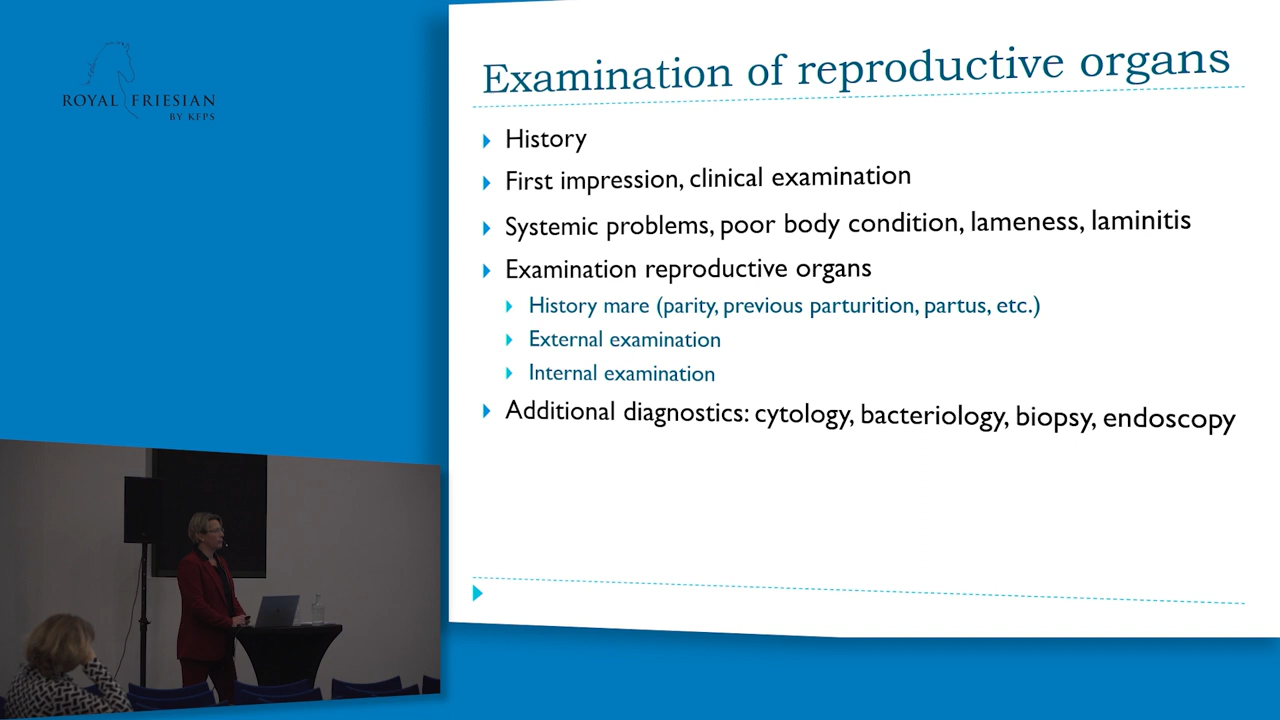 ROYAL FRIESIAN
BY KFPS
Examination of reproductive organs
History
First impression, clinical examination
Systemic problems, poor body condition, lameness, laminitis
Examination reproductive organs
History mare (parity, previous parturition, partus, etc.)
External examination
Internal examination
Additional diagnostics: cytology, bacteriology, biopsy, endoscopy